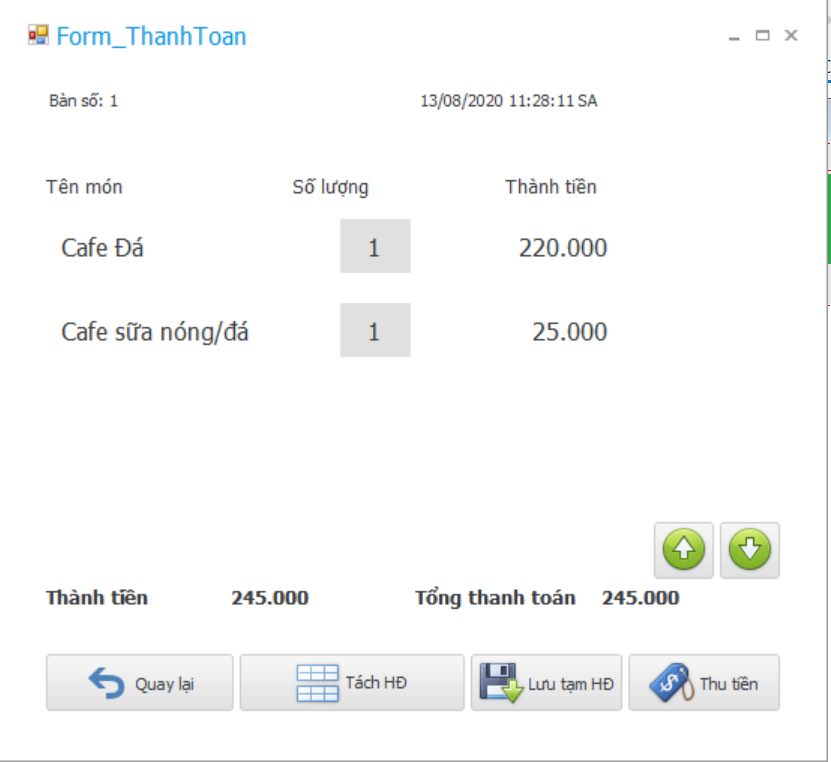 Form_ThanhToan
Bàn số: 1 13/08/2020 11:28:11 SA
Tên món Số lượng Thành tiền
Cafe Đá 1 220.000
Cafe sữa nóng/đá 1 25.000
Thành tiền 245.000 Tổng thanh toán 245.000
Quay lại Tách HĐ Lưu tạm HĐ Thu tiền